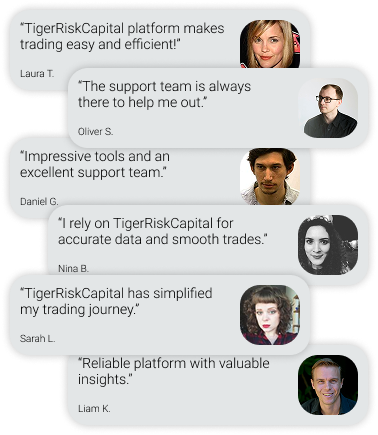 “TigerRiskCapital platform makes
trading easy and efficient!”
Laura T.
“The support team is always
there to help me out.”
Oliver S.
“Impressive tools and an
excellent support team.”
Daniel G.
“I rely on TigerRiskCapital for
accurate data and smooth trades.”
Nina B.
“TigerRiskCapital has simplified
my trading journey.”
Sarah L.
“Reliable platform with valuable
insights.”
Liam K.